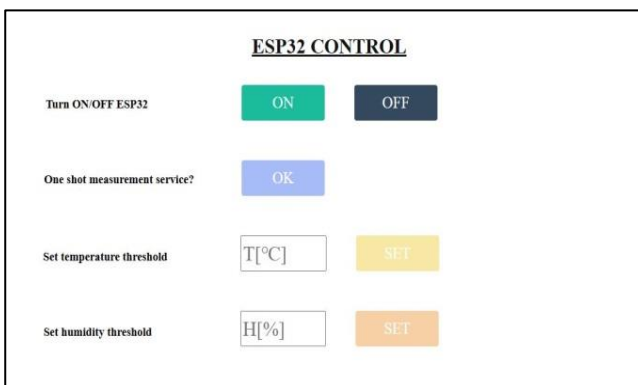 ESP32 CONTROL
Turn ON/OFF ESP32 ON OFF
One shot measurement service? OK
Set temperature threshold T[°C] SET
Set humidity threshold H[%] SET